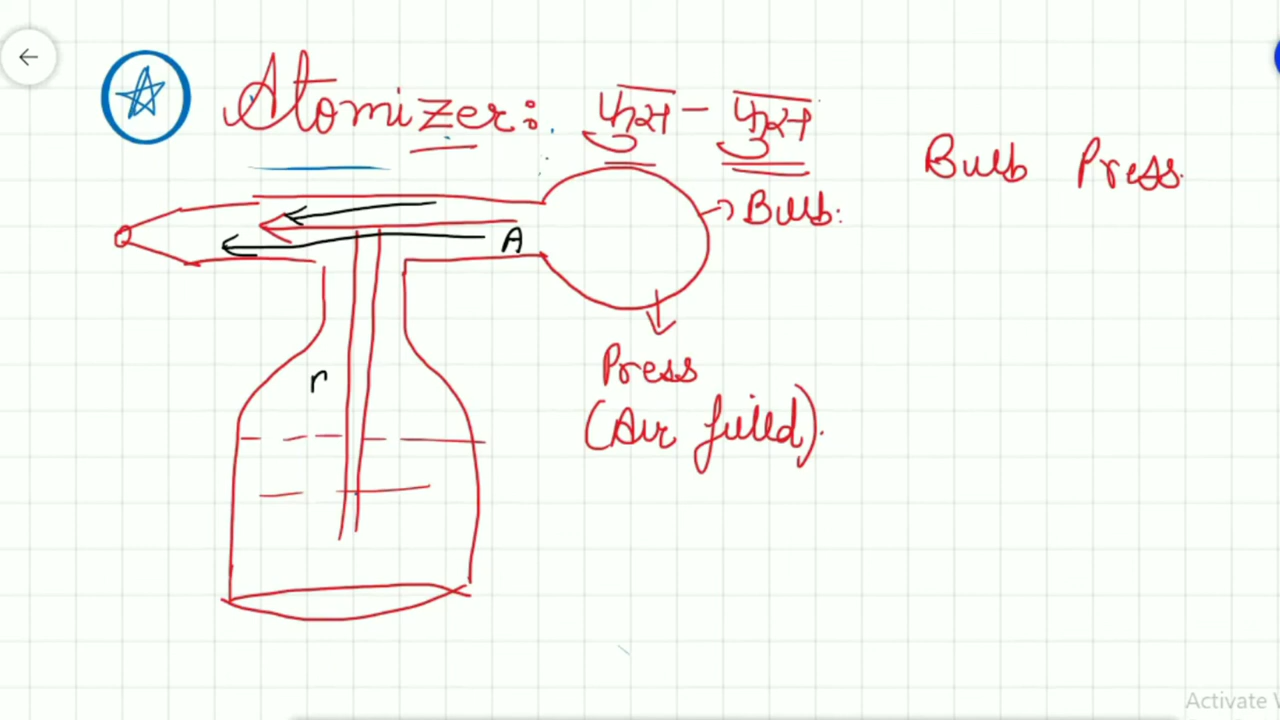 Atomizer:
Bulb Press.
Bulb:
A
r
Press
(Air filled).
Activate